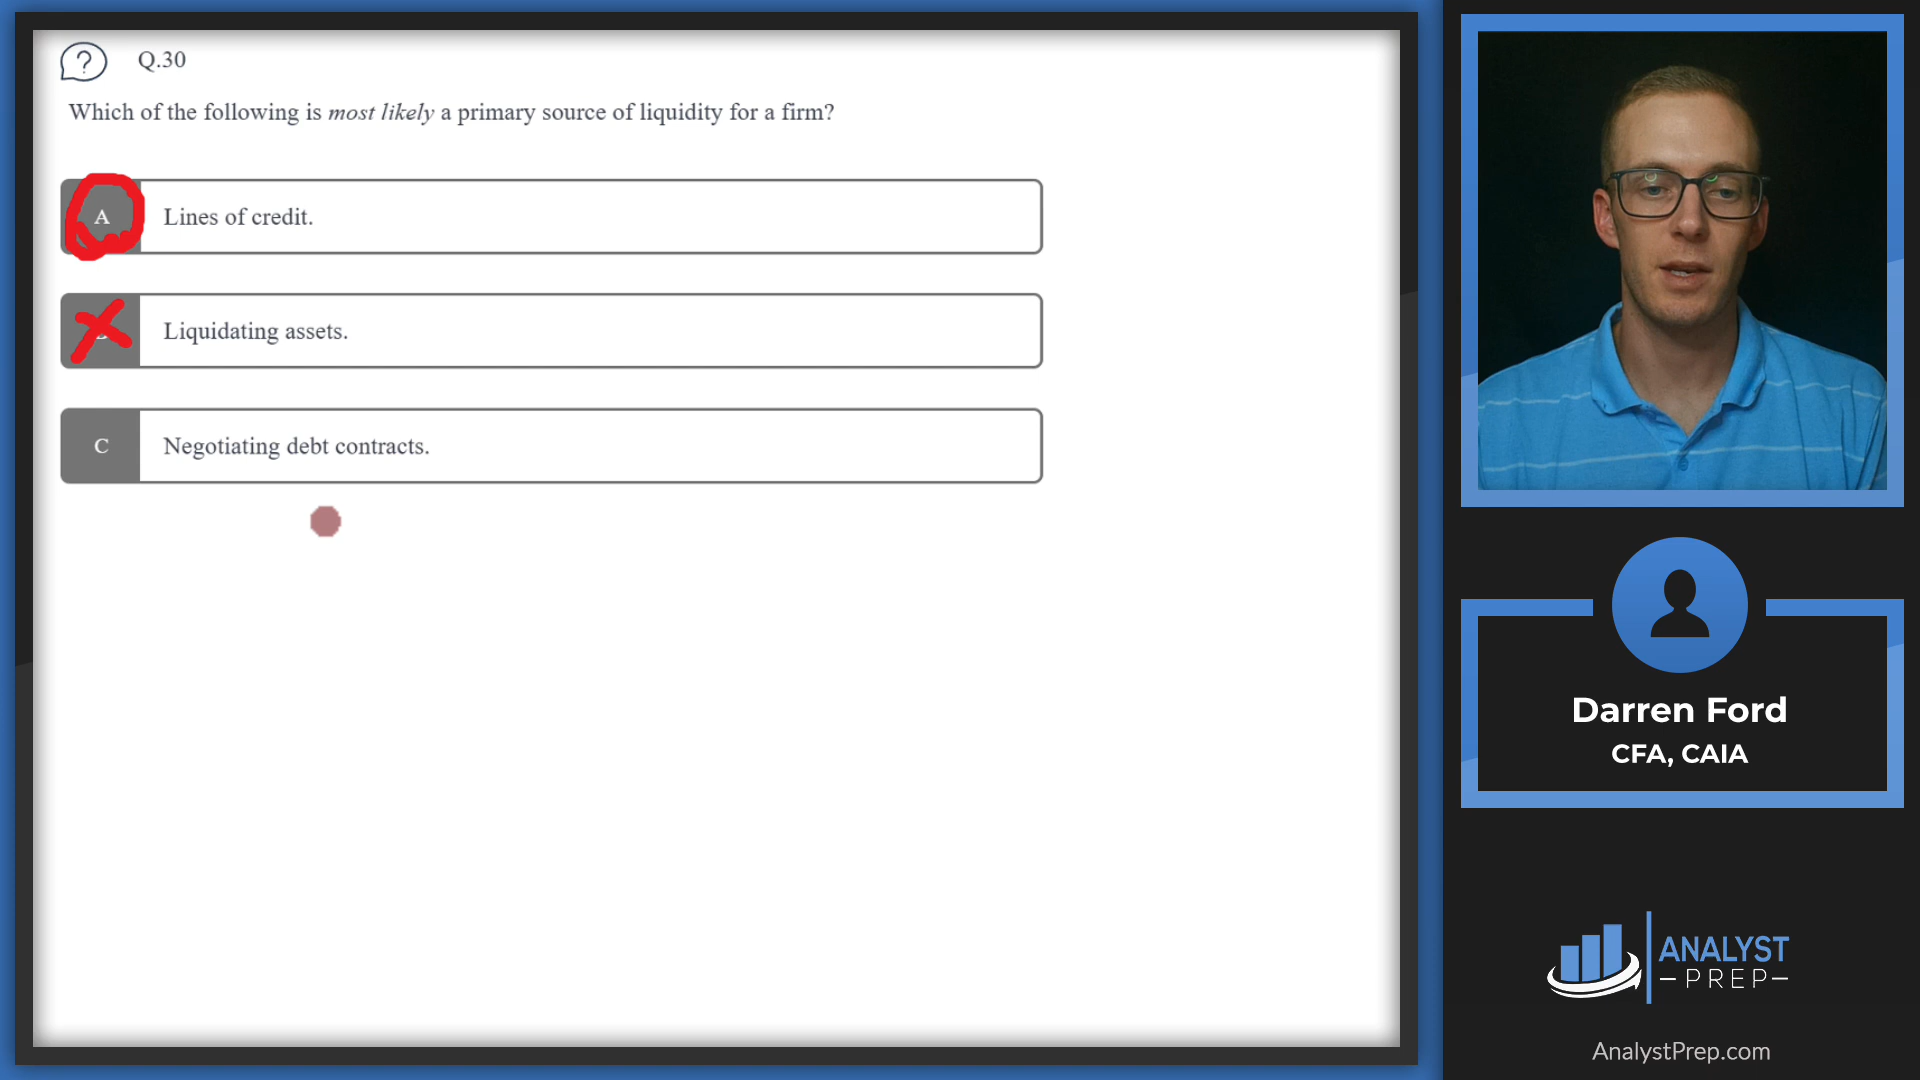 Q.30
Which of the following is most likely a primary source of liquidity for a firm?
A
Lines of credit.
Liquidating assets.
C
Negotiating debt contracts.
Darren Ford
CFA, CAIA
ANALYST
PREP
AnalystPrep.com